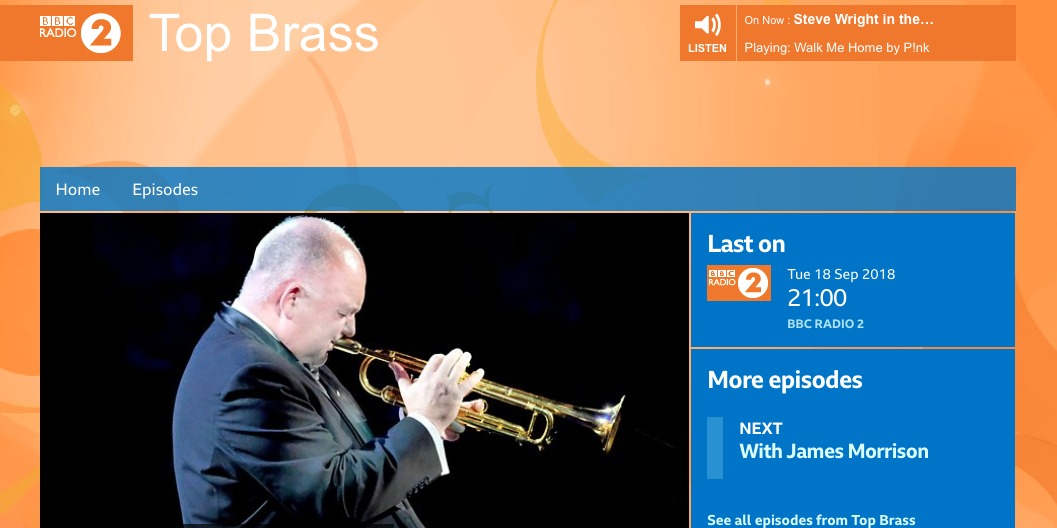 BBC
RADIO 2
Top Brass
LISTEN
On Now : Steve Wright in the...
Playing: Walk Me Home by P!nk
Home
Episodes
Last on
BBC
RADIO 2
Tue 18 Sep 2018
21:00
BBC RADIO 2
More episodes
NEXT
With James Morrison
See all episodes from Top Brass